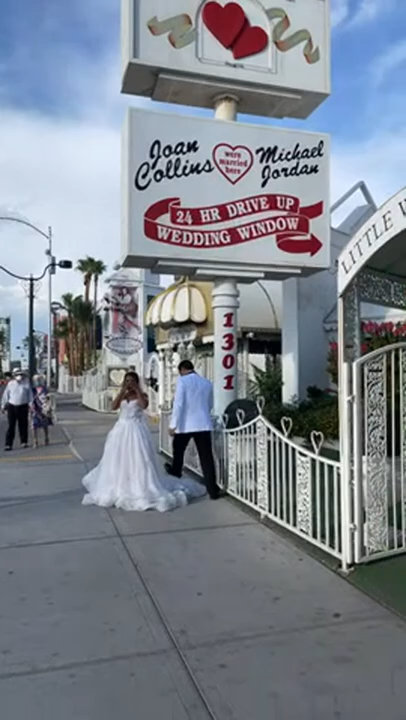 Joan Collins
were married here
Michael Jordan
24 HR DRIVE UP
WEDDING WINDOW
1301
LITTLE W